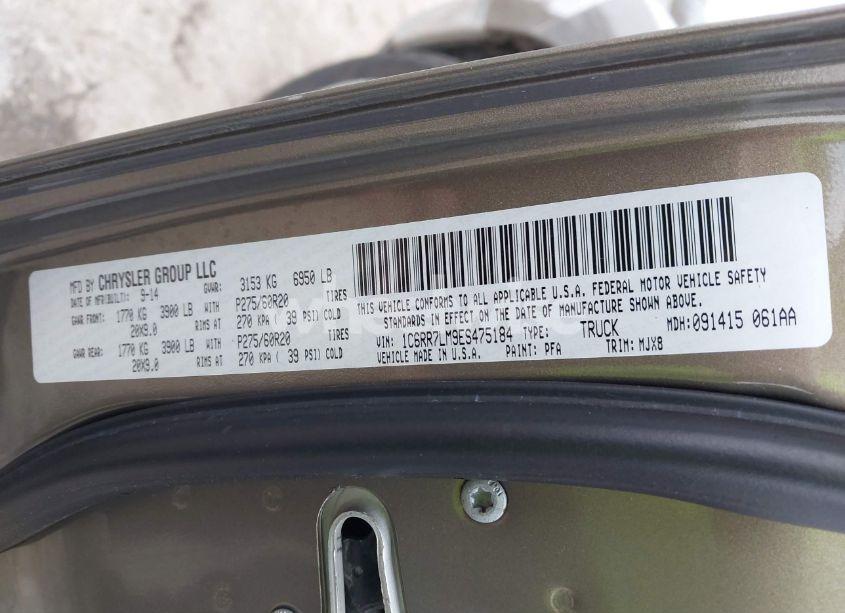 MFD BY CHRYSLER GROUP LLC
DATE OF MFR(BUILT): 9-14 GVWR: 3153 KG 6950 LB
GAWR FRONT: 1770 KG 3900 LB WITH P275/60R20 TIRES
20X9.0 RIMS AT 270 KPA ( 39 PSI) COLD
GAWR REAR: 1770 KG 3900 LB WITH P275/60R20 TIRES
20X9.0 RIMS AT 270 KPA ( 39 PSI) COLD
THIS VEHICLE CONFORMS TO ALL APPLICABLE U.S.A. FEDERAL MOTOR VEHICLE SAFETY
STANDARDS IN EFFECT ON THE DATE OF MANUFACTURE SHOWN ABOVE.
VIN: 1C6RR7LM9ES475184 TYPE: TRUCK MDH:091415 061AA
VEHICLE MADE IN U.S.A. PAINT: PFA TRIM: MJX8